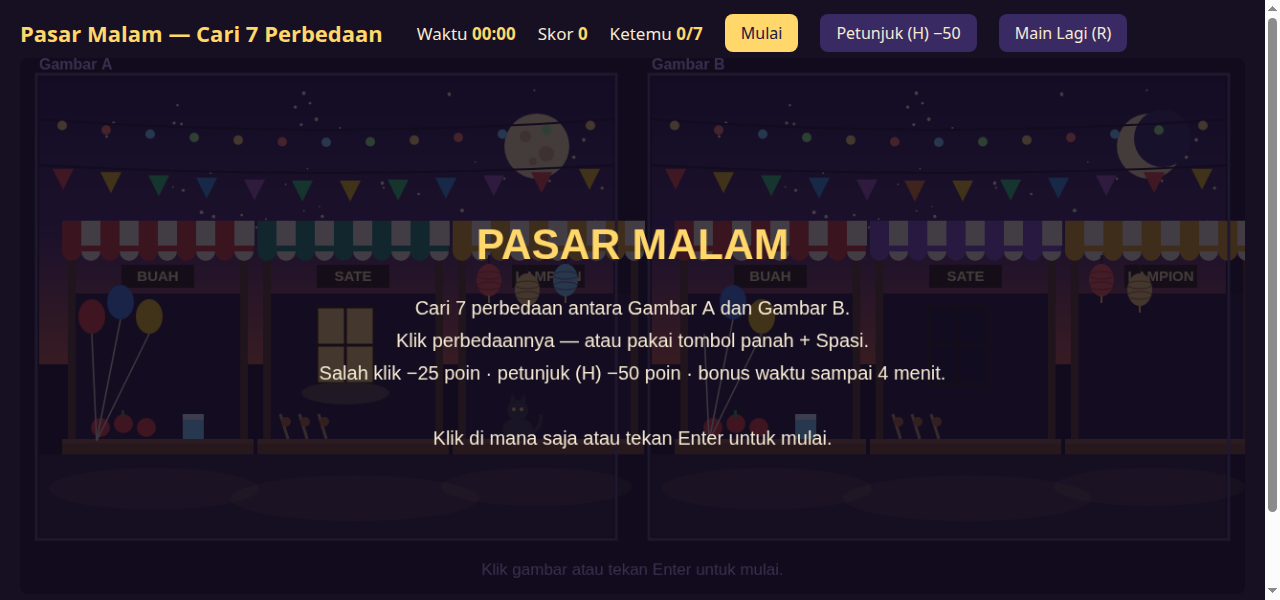 Pasar Malam — Cari 7 Perbedaan
Waktu 00:00
Skor 0
Ketemu 0/7
Mulai
Petunjuk (H) −50
Main Lagi (R)
Gambar A
Gambar B
PASAR MALAM
BUAH
SATE
BUAH
SATE
LAMPION
Cari 7 perbedaan antara Gambar A dan Gambar B.
Klik perbedaannya — atau pakai tombol panah + Spasi.
Salah klik −25 poin · petunjuk (H) −50 poin · bonus waktu sampai 4 menit.
Klik di mana saja atau tekan Enter untuk mulai.
Klik gambar atau tekan Enter untuk mulai.